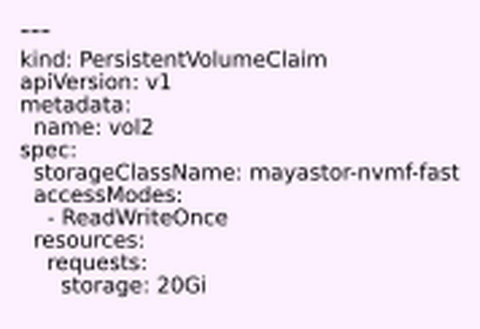 ---
kind: PersistentVolumeClaim
apiVersion: v1
metadata:
  name: vol2
spec:
  storageClassName: mayastor-nvmf-fast
  accessModes:
    - ReadWriteOnce
  resources:
    requests:
      storage: 20Gi